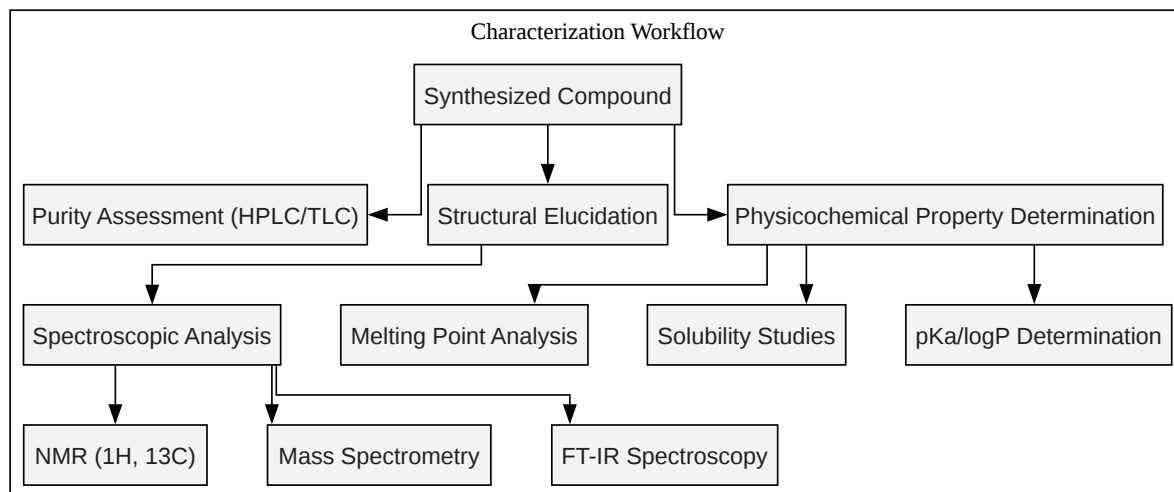 Characterization Workflow
Synthesized Compound
Purity Assessment (HPLC/TLC)
Structural Elucidation
Physicochemical Property Determination
Spectroscopic Analysis
Melting Point Analysis
Solubility Studies
pKa/logP Determination
NMR (1H, 13C)
Mass Spectrometry
FT-IR Spectroscopy